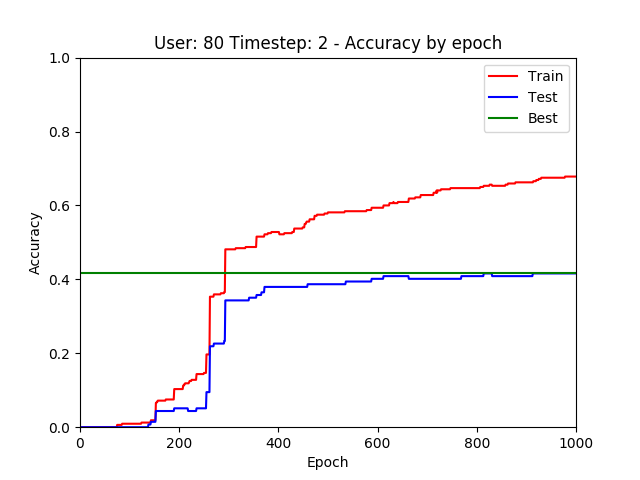 User: 80 Timestep: 2 - Accuracy by epoch
1.0
0.8
0.6
0.4
0.2
0.0
Accuracy
Train
Test
Best
0 200 400 600 800 1000
Epoch